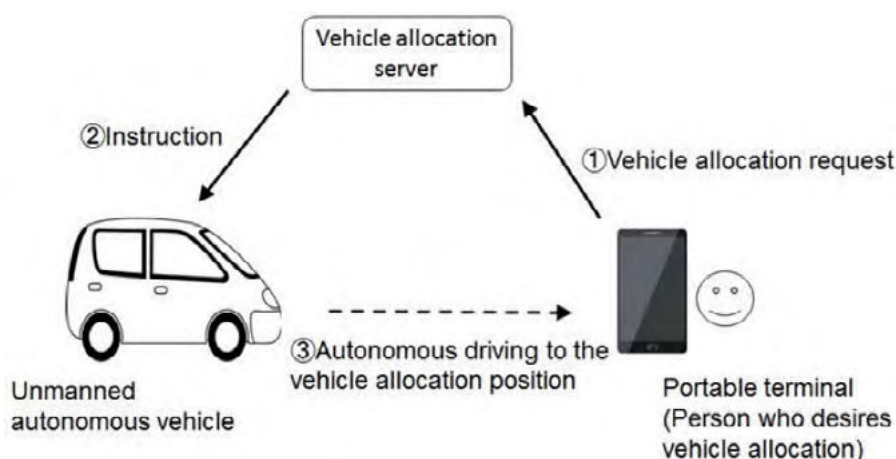 Vehicle allocation
server
②Instruction
①Vehicle allocation request
③Autonomous driving to the
vehicle allocation position
Unmanned
autonomous vehicle
Portable terminal
(Person who desires
vehicle allocation)